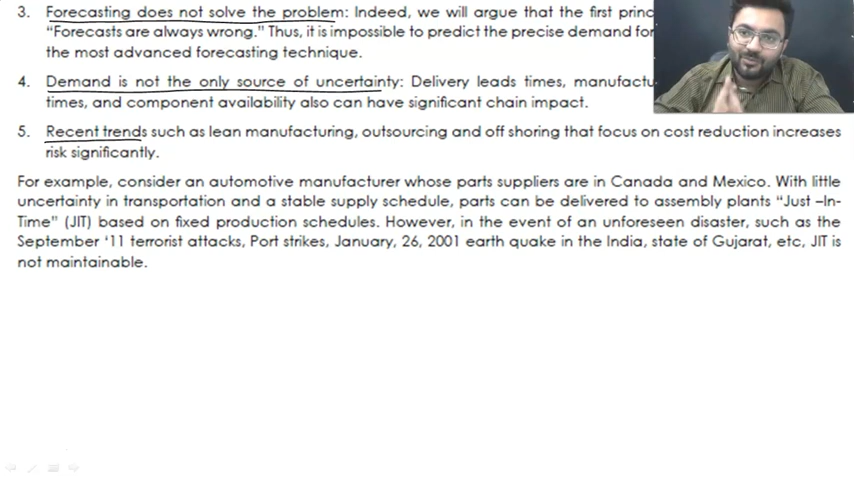 3. Forecasting does not solve the problem: Indeed, we will argue that the first princ
"Forecasts are always wrong." Thus, it is impossible to predict the precise demand for
the most advanced forecasting technique.
4. Demand is not the only source of uncertainty: Delivery leads times, manufactu
times, and component availability also can have significant chain impact.
5. Recent trends such as lean manufacturing, outsourcing and off shoring that focus on cost reduction increases
risk significantly.
For example, consider an automotive manufacturer whose parts suppliers are in Canada and Mexico. With little
uncertainty in transportation and a stable supply schedule, parts can be delivered to assembly plants "Just –In-
Time" (JIT) based on fixed production schedules. However, in the event of an unforeseen disaster, such as the
September '11 terrorist attacks, Port strikes, January, 26, 2001 earth quake in the India, state of Gujarat, etc, JIT is
not maintainable.